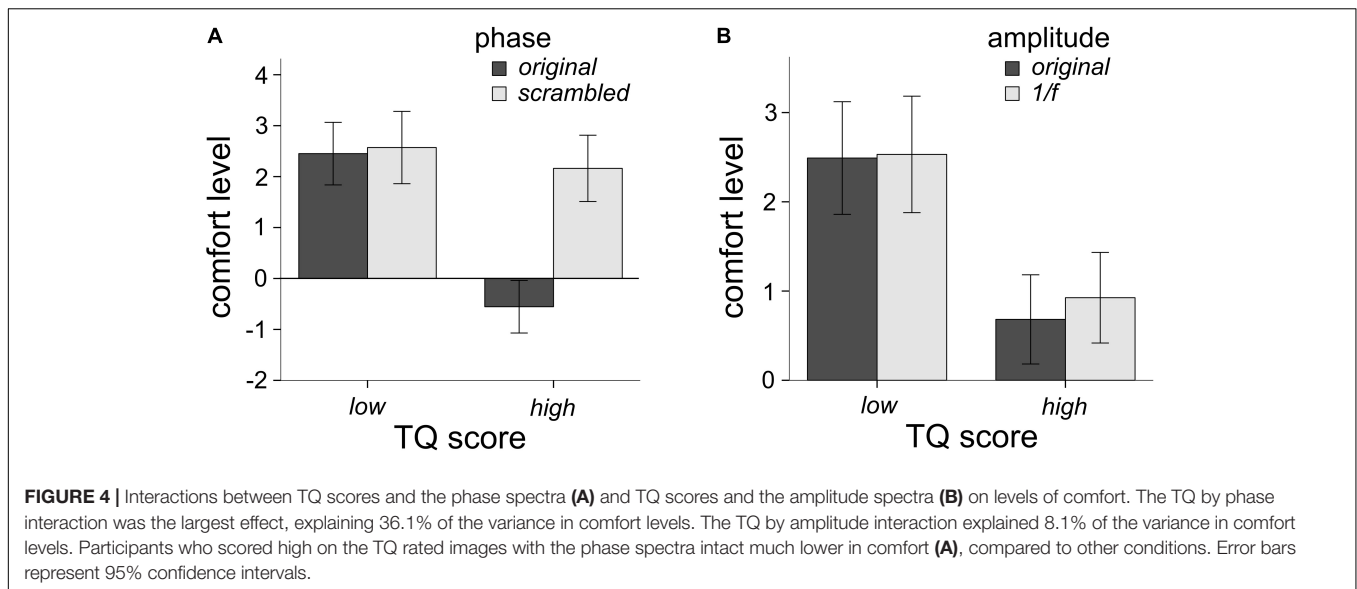 A
phase
original
scrambled
4
3
2
1
0
-1
-2
comfort level
low
high
TQ score
B
amplitude
original
1/f
3
2
1
0
comfort level
low
high
TQ score
FIGURE 4 | Interactions between TQ scores and the phase spectra (A) and TQ scores and the amplitude spectra (B) on levels of comfort. The TQ by phase
interaction was the largest effect, explaining 36.1% of the variance in comfort levels. The TQ by amplitude interaction explained 8.1% of the variance in comfort
levels. Participants who scored high on the TQ rated images with the phase spectra intact much lower in comfort (A), compared to other conditions. Error bars
represent 95% confidence intervals.